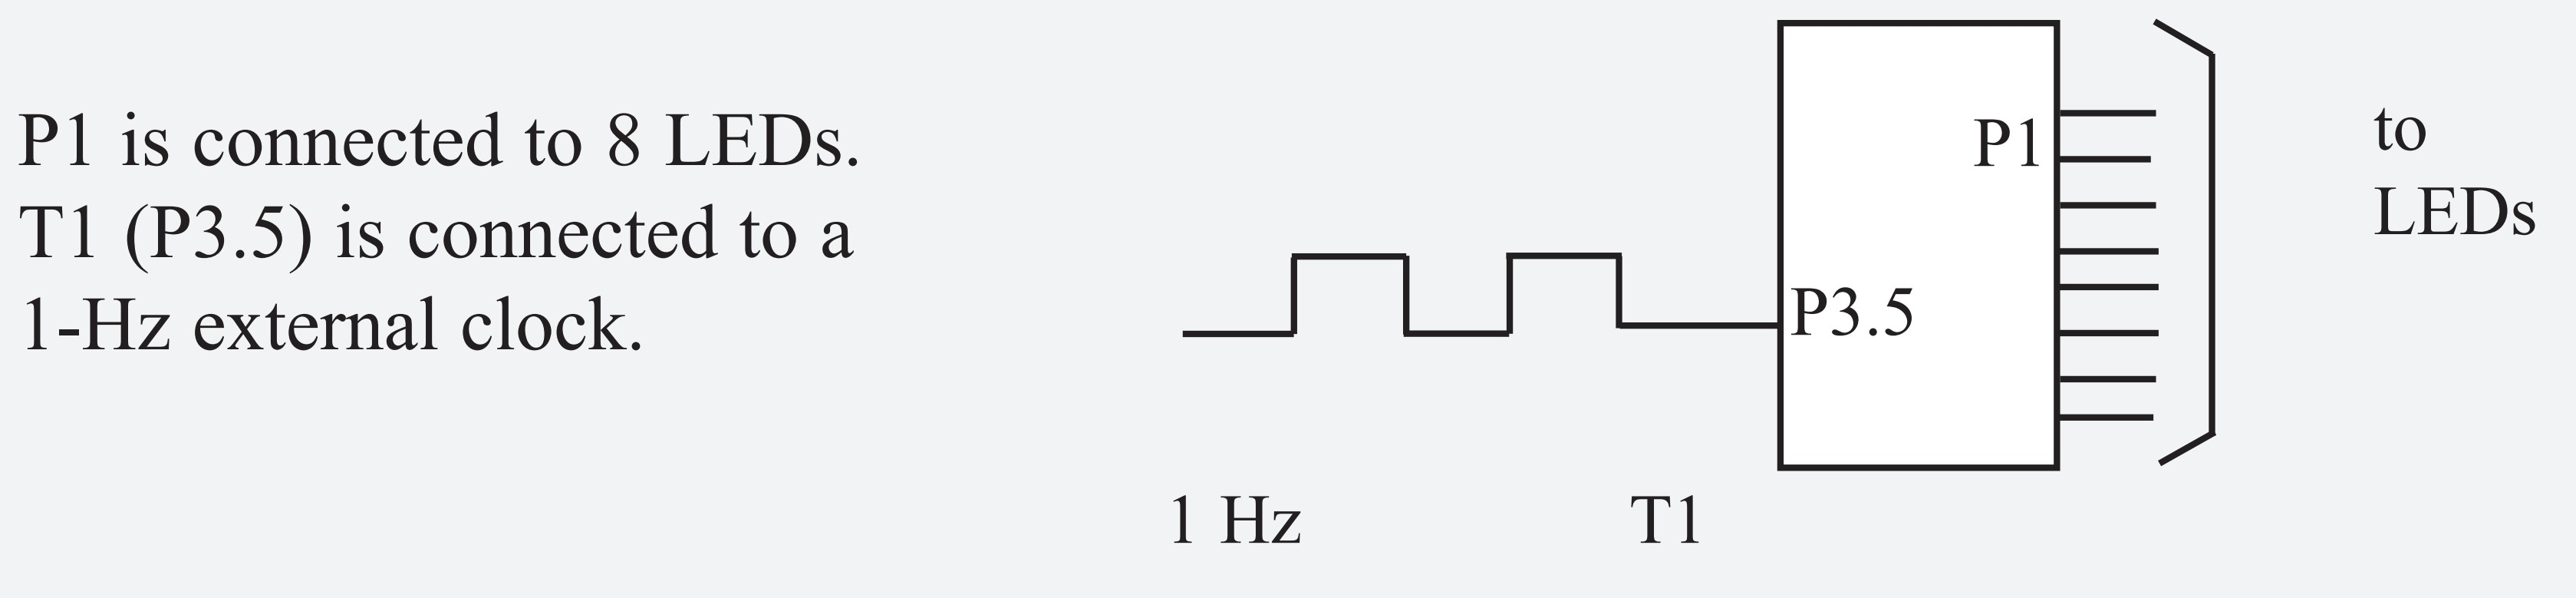 P1 is connected to 8 LEDs.
T1 (P3.5) is connected to a
1-Hz external clock.
P1
P3.5
to
LEDs
1 Hz
T1